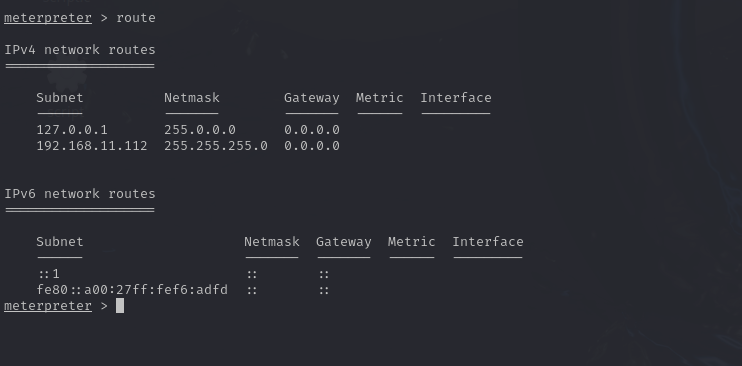 meterpreter > route
IPv4 network routes
===================
Subnet Netmask Gateway Metric Interface
------ ------- ------- ------ ---------
127.0.0.1 255.0.0.0 0.0.0.0
192.168.11.112 255.255.255.0 0.0.0.0
IPv6 network routes
===================
Subnet Netmask Gateway Metric Interface
------ ------- ------- ------ ---------
::1 :: ::
fe80::a00:27ff:fef6:adfd :: ::
meterpreter >